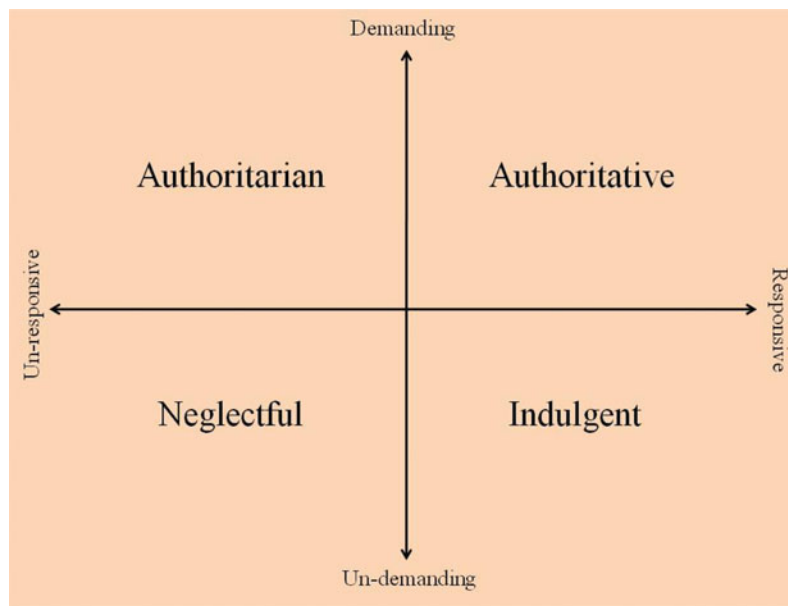 Demanding
Authoritarian
Authoritative
Un-responsive
Responsive
Neglectful
Indulgent
Un-demanding